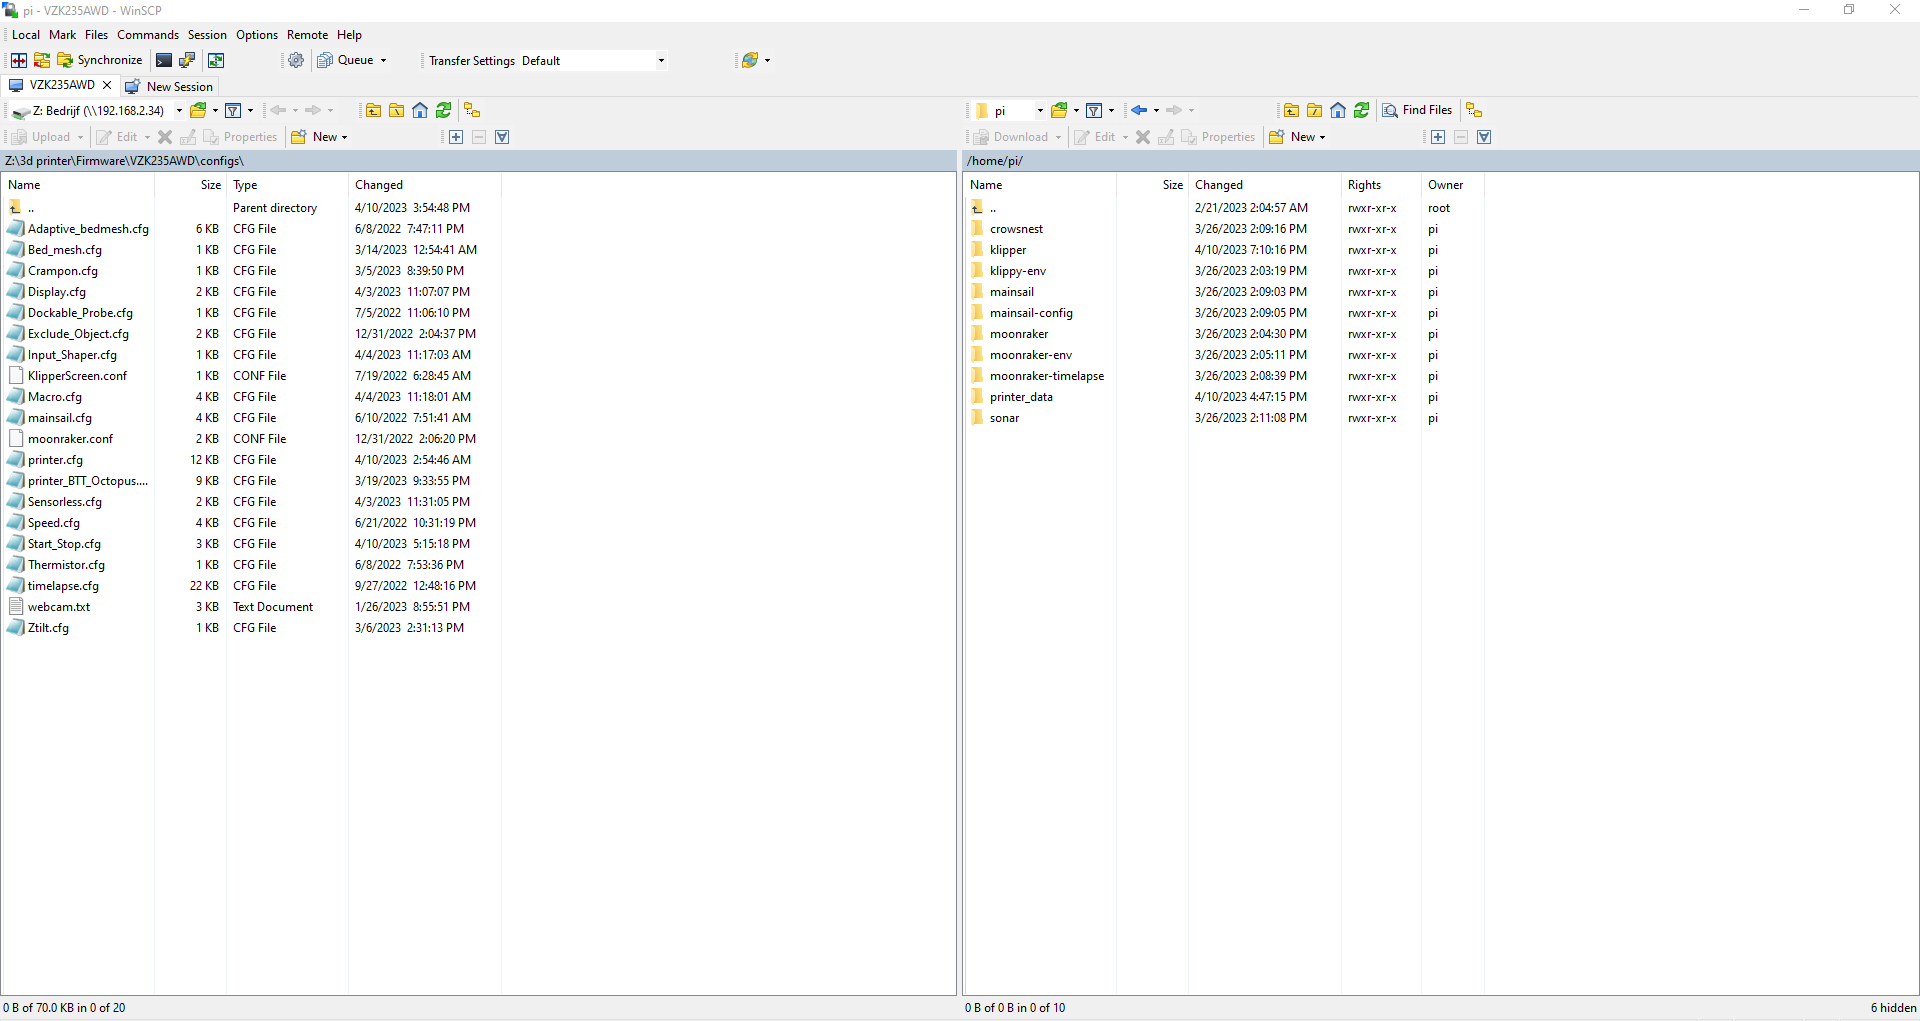 pi - VZK235AWD - WinSCP
Local Mark Files Commands Session Options Remote Help
Synchronize Queue Transfer Settings Default
VZK235AWD New Session
Z: Bedrijf (\\192.168.2.34)
Upload Edit Properties New
Z:\3d printer\Firmware\VZK235AWD\configs\
Name Size Type Changed
.. Parent directory 4/10/2023 3:54:48 PM
Adaptive_bedmesh.cfg 6 KB CFG File 6/8/2022 7:47:11 PM
Bed_mesh.cfg 1 KB CFG File 3/14/2023 12:54:41 AM
Crampon.cfg 1 KB CFG File 3/5/2023 8:39:50 PM
Display.cfg 2 KB CFG File 4/3/2023 11:07:07 PM
Dockable_Probe.cfg 1 KB CFG File 7/5/2022 11:06:10 PM
Exclude_Object.cfg 2 KB CFG File 12/31/2022 2:04:37 PM
Input_Shaper.cfg 1 KB CFG File 4/4/2023 11:17:03 AM
KlipperScreen.conf 1 KB CONF File 7/19/2022 6:28:45 AM
Macro.cfg 4 KB CFG File 4/4/2023 11:18:01 AM
mainsail.cfg 4 KB CFG File 6/10/2022 7:51:41 AM
moonraker.conf 2 KB CONF File 12/31/2022 2:06:20 PM
printer.cfg 12 KB CFG File 4/10/2023 2:54:46 AM
printer_BTT_Octopus.... 9 KB CFG File 3/19/2023 9:33:55 PM
Sensorless.cfg 2 KB CFG File 4/3/2023 11:31:05 PM
Speed.cfg 4 KB CFG File 6/21/2022 10:31:19 PM
Start_Stop.cfg 3 KB CFG File 4/10/2023 5:15:18 PM
Thermistor.cfg 1 KB CFG File 6/8/2022 7:53:36 PM
timelapse.cfg 22 KB CFG File 9/27/2022 12:48:16 PM
webcam.txt 3 KB Text Document 1/26/2023 8:55:51 PM
Ztilt.cfg 1 KB CFG File 3/6/2023 2:31:13 PM
0 B of 70.0 KB in 0 of 20
pi Find Files
Download Edit Properties New
/home/pi/
Name Size Changed Rights Owner
.. 2/21/2023 2:04:57 AM rwxr-xr-x root
crowsnest 3/26/2023 2:09:16 PM rwxr-xr-x pi
klipper 4/10/2023 7:10:16 PM rwxr-xr-x pi
klippy-env 3/26/2023 2:03:19 PM rwxr-xr-x pi
mainsail 3/26/2023 2:09:03 PM rwxr-xr-x pi
mainsail-config 3/26/2023 2:09:05 PM rwxr-xr-x pi
moonraker 3/26/2023 2:04:30 PM rwxr-xr-x pi
moonraker-env 3/26/2023 2:05:11 PM rwxr-xr-x pi
moonraker-timelapse 3/26/2023 2:08:39 PM rwxr-xr-x pi
printer_data 4/10/2023 4:47:15 PM rwxr-xr-x pi
sonar 3/26/2023 2:11:08 PM rwxr-xr-x pi
0 B of 0 B in 0 of 10 6 hidden